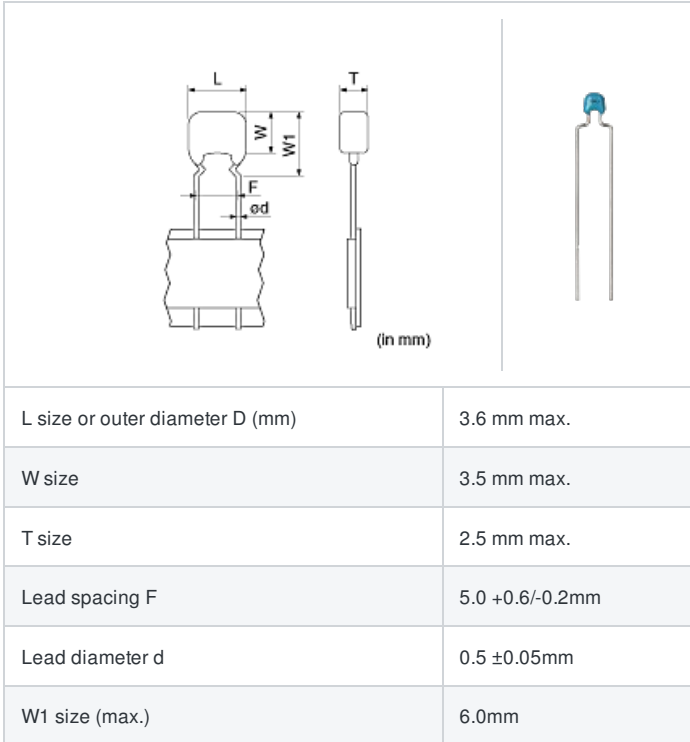 L
T
W
W1
F
ød
(in mm)
L size or outer diameter D (mm) 3.6 mm max.
W size 3.5 mm max.
T size 2.5 mm max.
Lead spacing F 5.0 +0.6/-0.2mm
Lead diameter d 0.5 ±0.05mm
W1 size (max.) 6.0mm